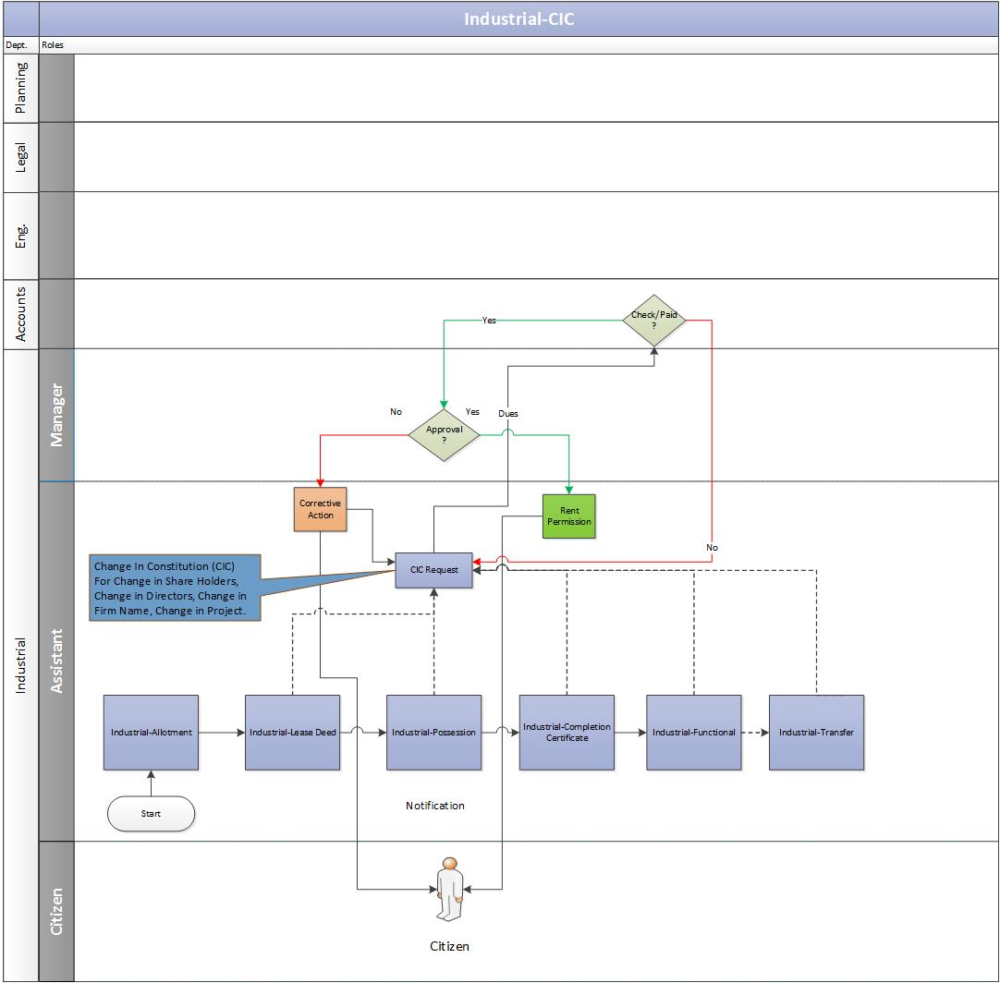 Industrial-CIC
Dept.
Roles
Planning
Legal
Eng.
Accounts
Check/Paid
?
Yes
Manager
No
Yes
Dues
Approval
?
Industrial
Assistant
Corrective
Action
Rent
Permission
No
CIC Request
Change In Constitution (CIC)
For Change in Share Holders,
Change in Directors, Change in
Firm Name, Change in Project.
Industrial-Allotment
Industrial-Lease Deed
Industrial-Possession
Industrial-Completion
Certificate
Industrial-Functional
Industrial-Transfer
Start
Notification
Citizen
Citizen